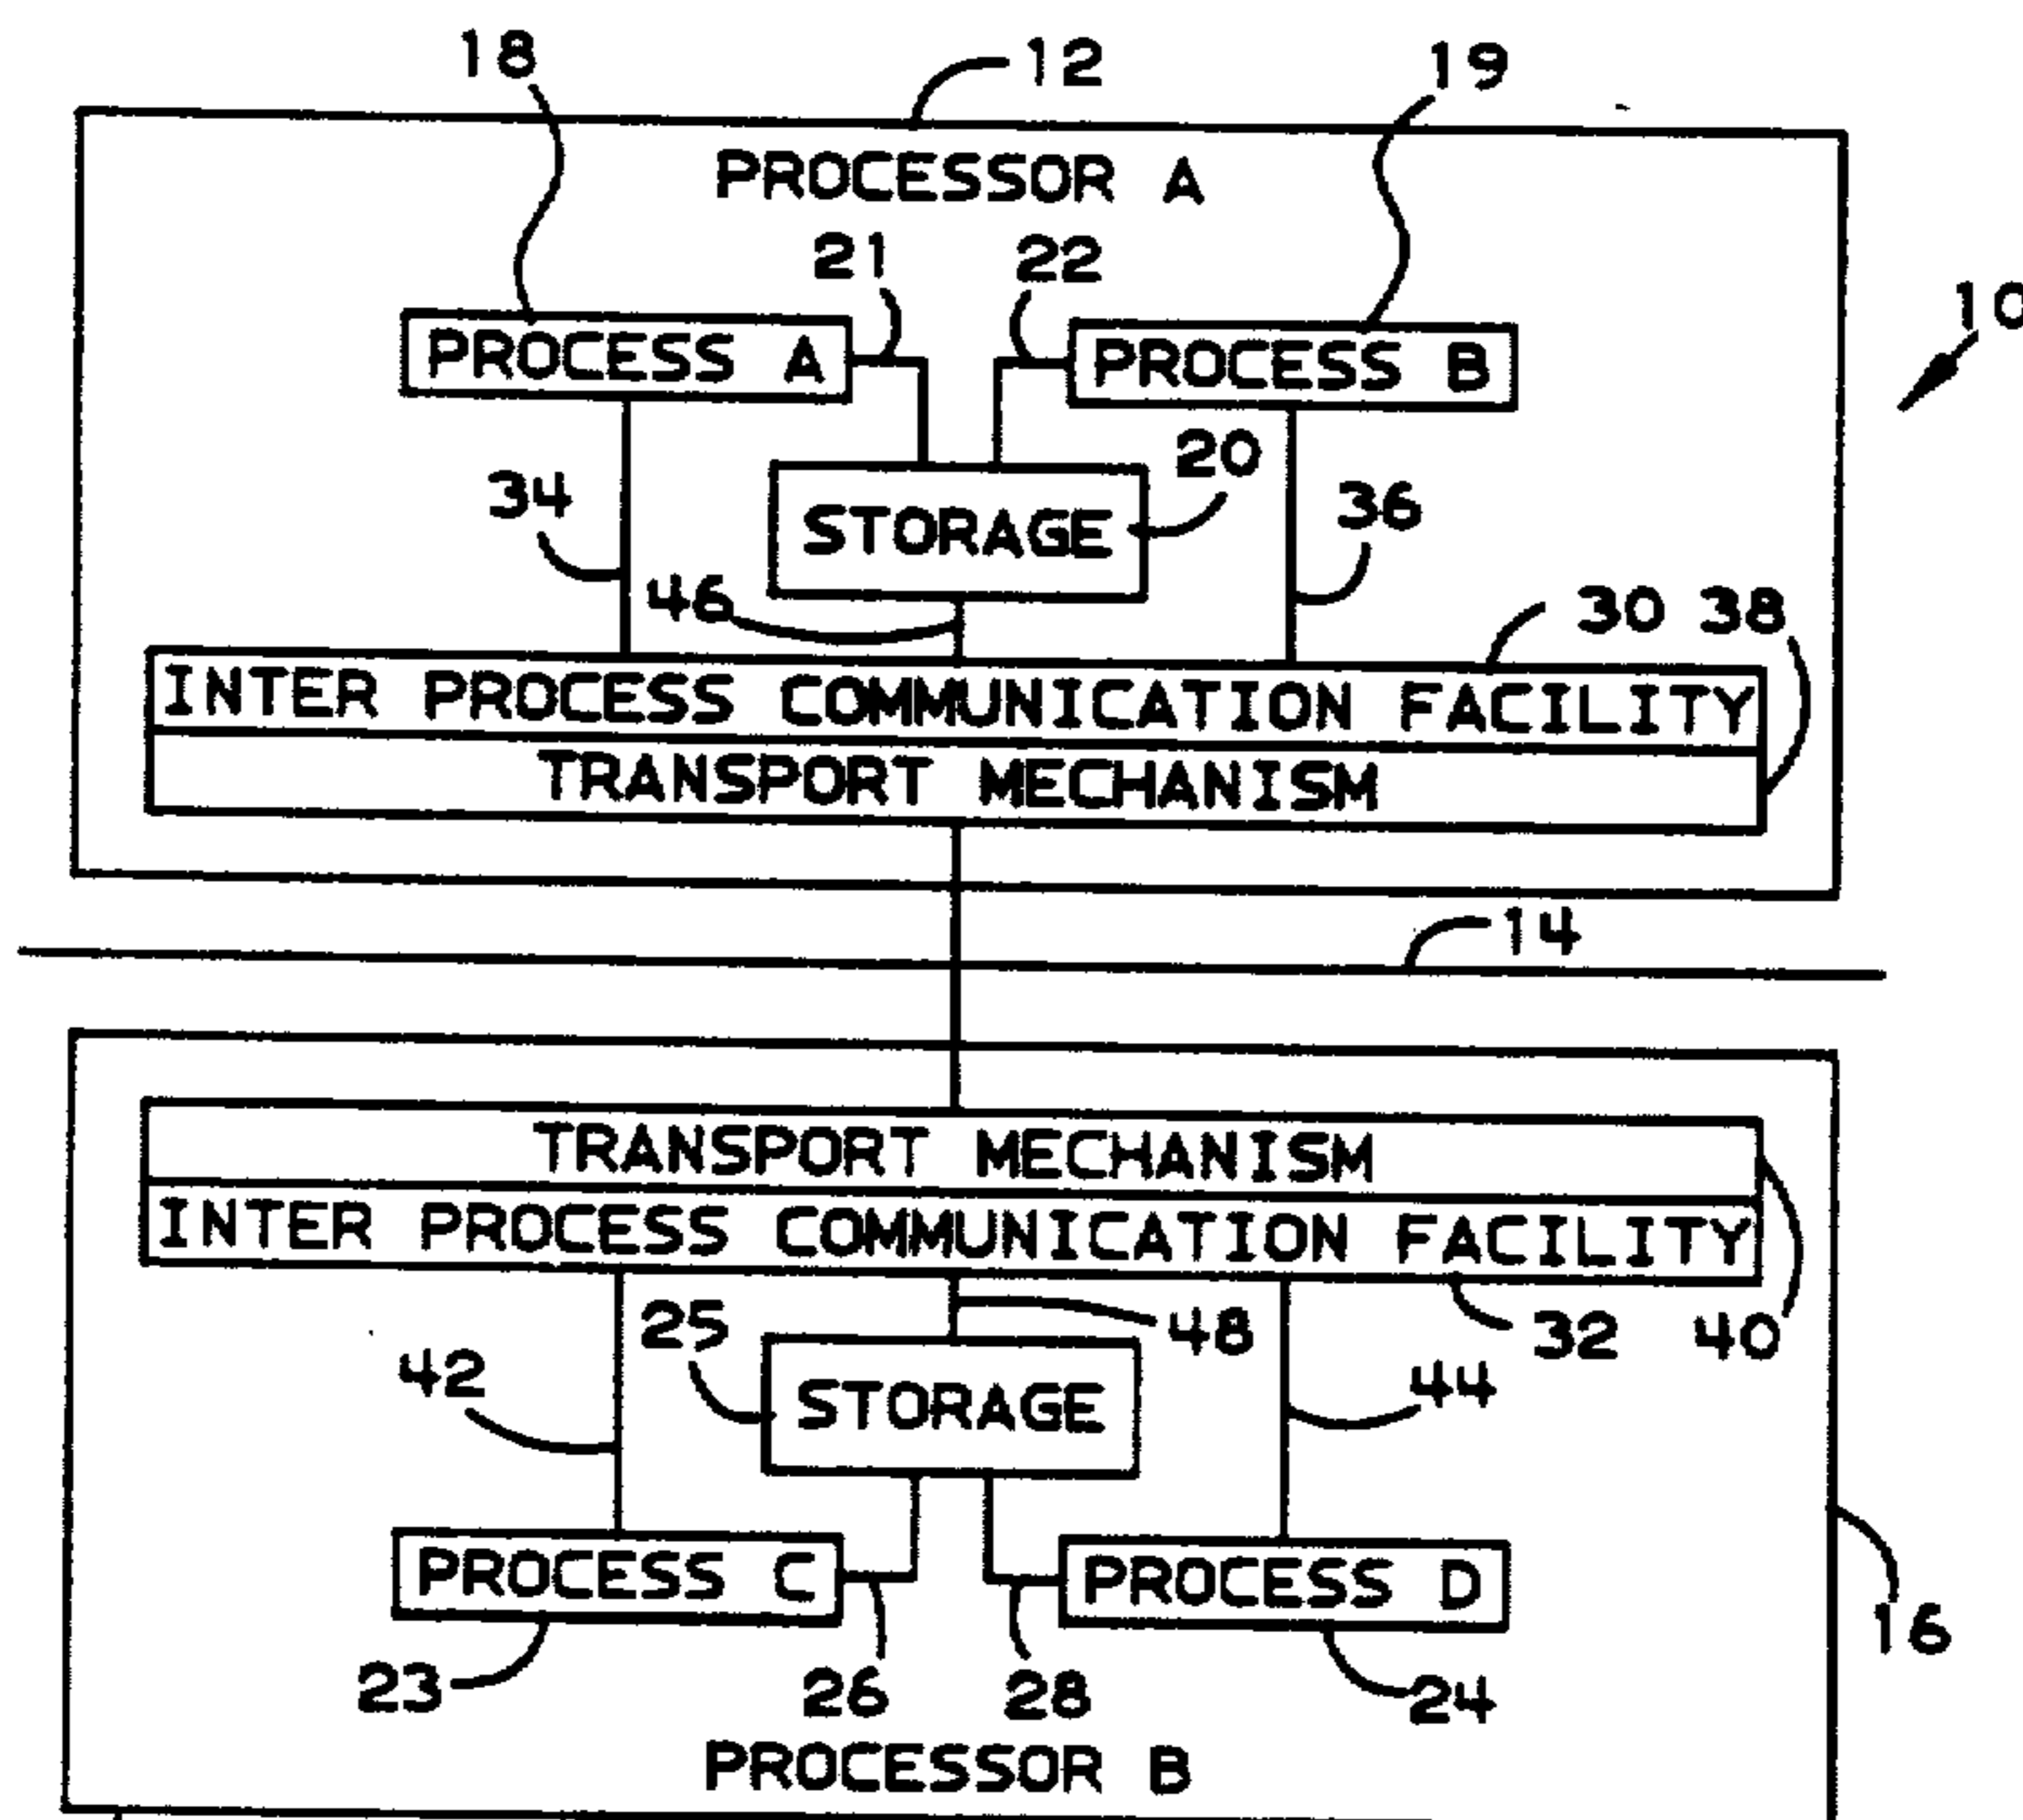 18 12 19
PROCESSOR A
21 22
10
PROCESS A PROCESS B
20
34 STORAGE 36
46 30 38
INTER PROCESS COMMUNICATION FACILITY
TRANSPORT MECHANISM
14
TRANSPORT MECHANISM
INTER PROCESS COMMUNICATION FACILITY
25 48 32 40
42 STORAGE 44
PROCESS C PROCESS D
16
23 26 28 24
PROCESSOR B